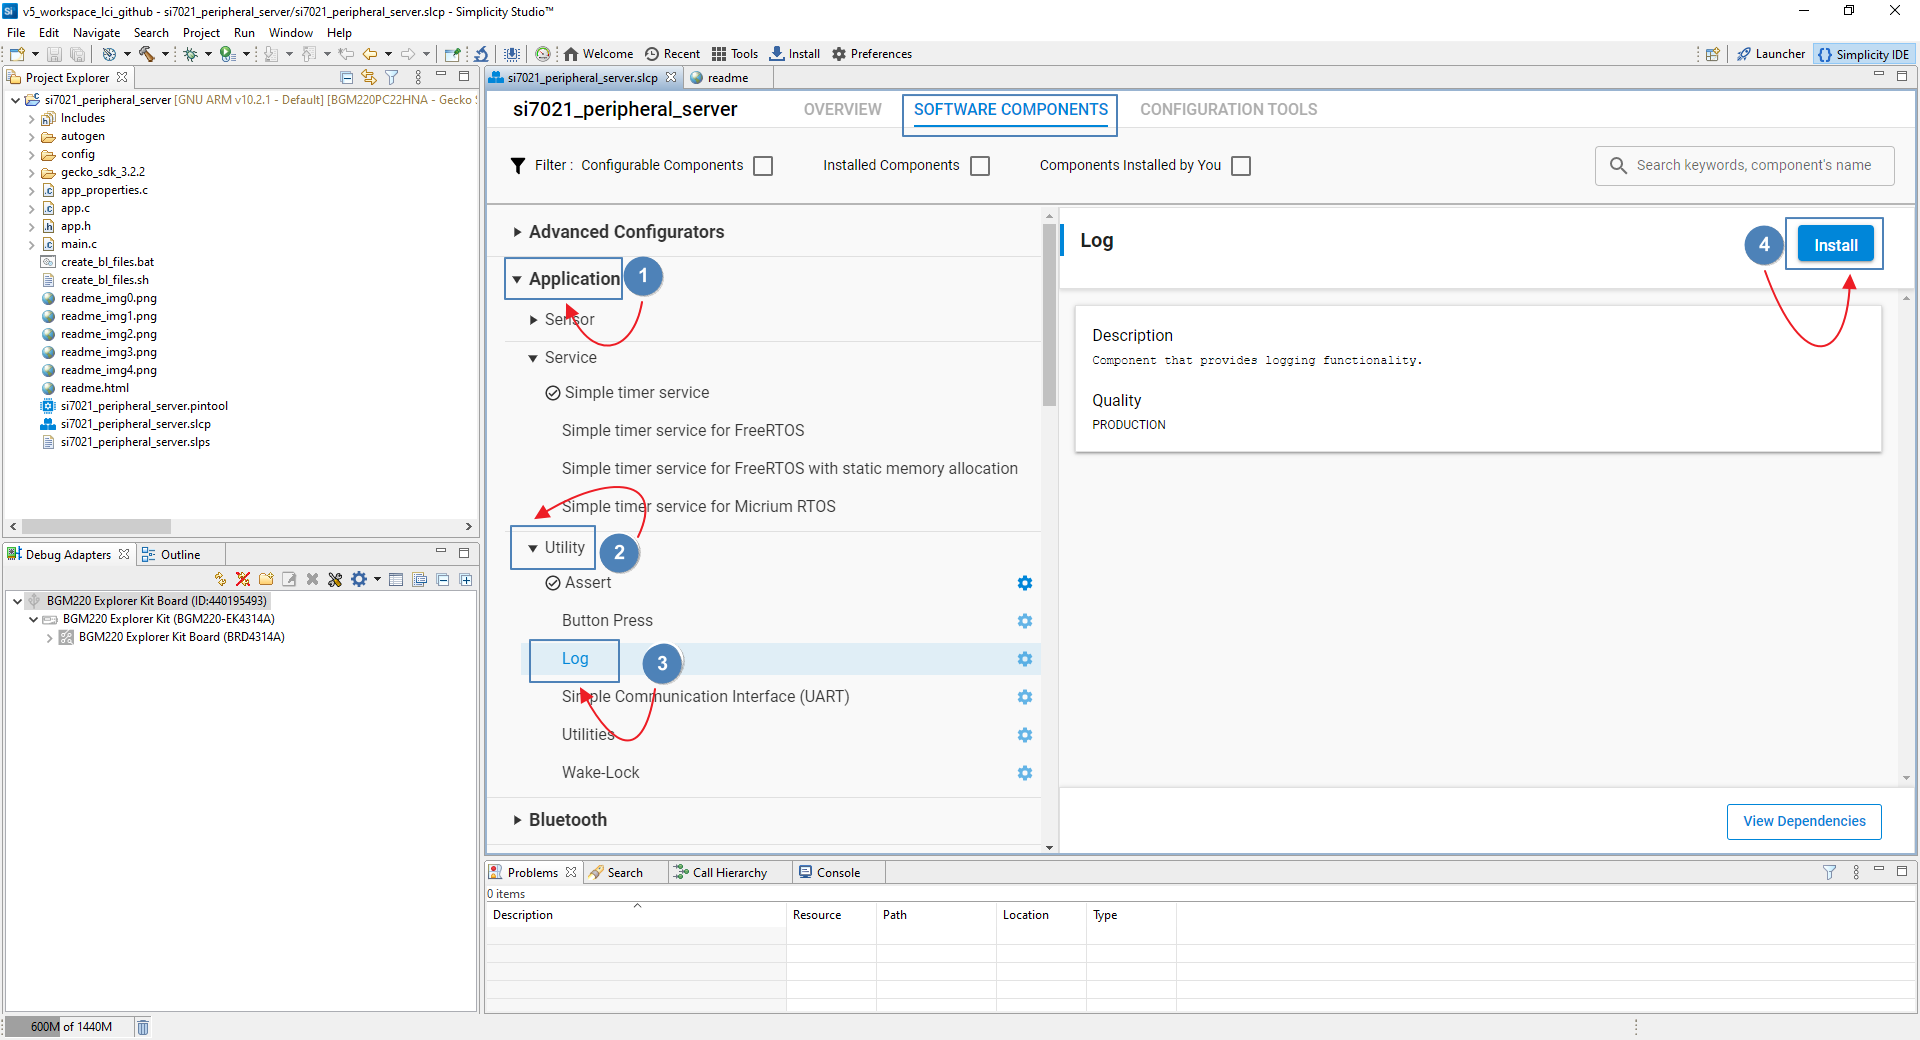 v5_workspace_lci_github - si7021_peripheral_server/si7021_peripheral_server.slcp - Simplicity Studio™
File Edit Navigate Search Project Run Window Help
Welcome Recent Tools Install Preferences Launcher {} Simplicity IDE
Project Explorer
si7021_peripheral_server [GNU ARM v10.2.1 - Default] [BGM220PC22HNA - Gecko
Includes
autogen
config
gecko_sdk_3.2.2
app_properties.c
app.c
app.h
main.c
create_bl_files.bat
create_bl_files.sh
readme_img0.png
readme_img1.png
readme_img2.png
readme_img3.png
readme_img4.png
readme.html
si7021_peripheral_server.pintool
si7021_peripheral_server.slcp
si7021_peripheral_server.slps
Debug Adapters Outline
BGM220 Explorer Kit Board (ID:440195493)
BGM220 Explorer Kit (BGM220-EK4314A)
BGM220 Explorer Kit Board (BRD4314A)
600M of 1440M
si7021_peripheral_server.slcp readme
si7021_peripheral_server OVERVIEW SOFTWARE COMPONENTS CONFIGURATION TOOLS
Filter : Configurable Components Installed Components Components Installed by You Search keywords, component's name
Advanced Configurators
Application 1
Sensor
Service
Simple timer service
Simple timer service for FreeRTOS
Simple timer service for FreeRTOS with static memory allocation
Simple timer service for Micrium RTOS
Utility 2
Assert
Button Press
Log 3
Simple Communication Interface (UART)
Utilities
Wake-Lock
Bluetooth
Log 4 Install
Description
Component that provides logging functionality.
Quality
PRODUCTION
View Dependencies
Problems Search Call Hierarchy Console
0 items
Description Resource Path Location Type